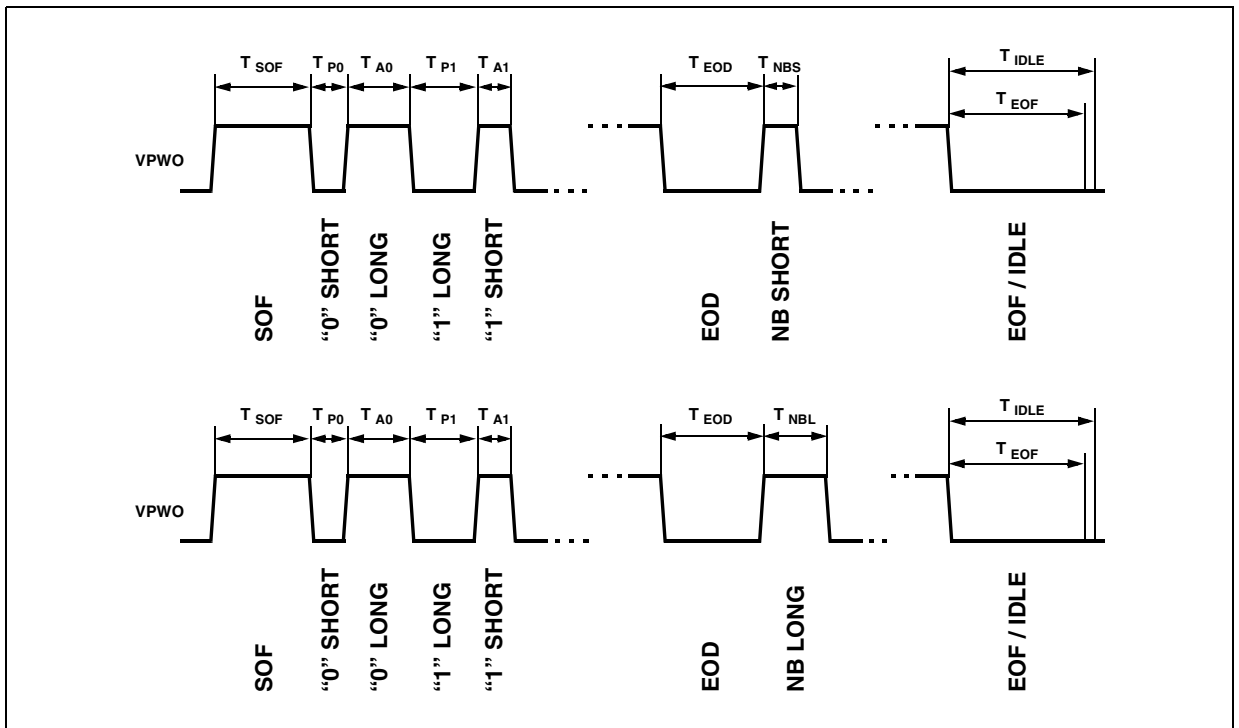 T SOF T P0 T A0 T P1 T A1 T EOD T NBS T IDLE
T EOF
VPWO
SOF
“0” SHORT
“0” LONG
“1” LONG
“1” SHORT
EOD
NB SHORT
EOF / IDLE
T SOF T P0 T A0 T P1 T A1 T EOD T NBL T IDLE
T EOF
VPWO
SOF
“0” SHORT
“0” LONG
“1” LONG
“1” SHORT
EOD
NB LONG
EOF / IDLE